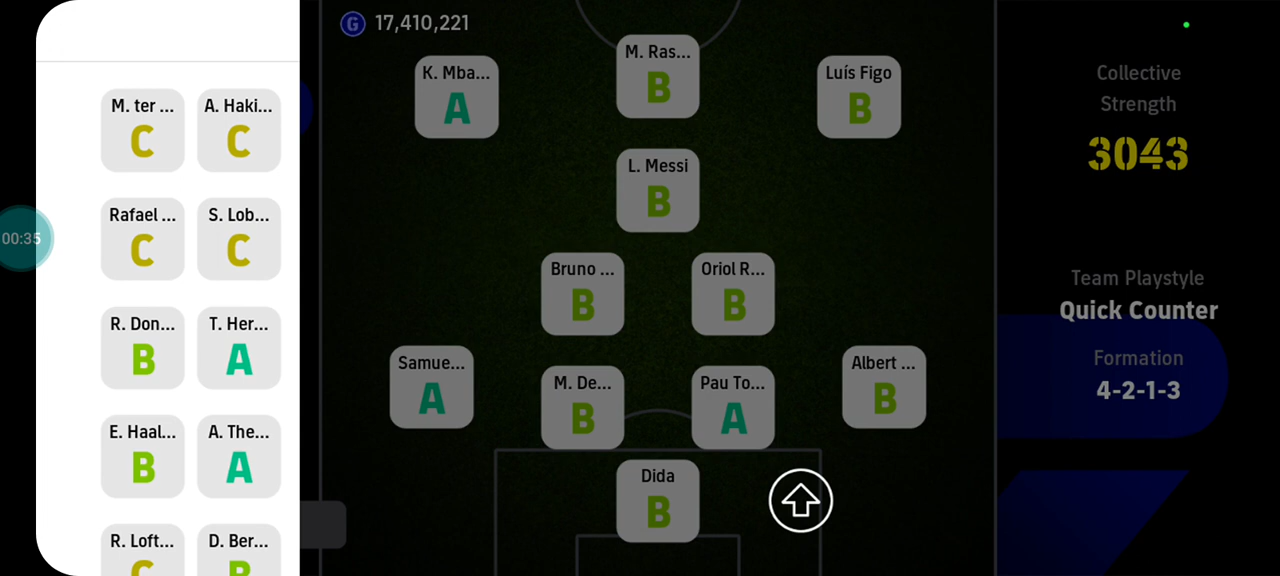 M. ter ...
C
A. Haki...
C
Rafael ...
C
S. Lob...
C
R. Don...
B
T. Her...
A
E. Haal...
B
A. The...
A
R. Loft...
C
D. Ber...
B
00:35
G 17,410,221
K. Mba...
A
M. Ras...
B
Luís Figo
B
L. Messi
B
Bruno ...
B
Oriol R...
B
Samue...
A
M. De...
B
Pau To...
A
Albert ...
B
Dida
B
Collective
Strength
3043
Team Playstyle
Quick Counter
Formation
4-2-1-3